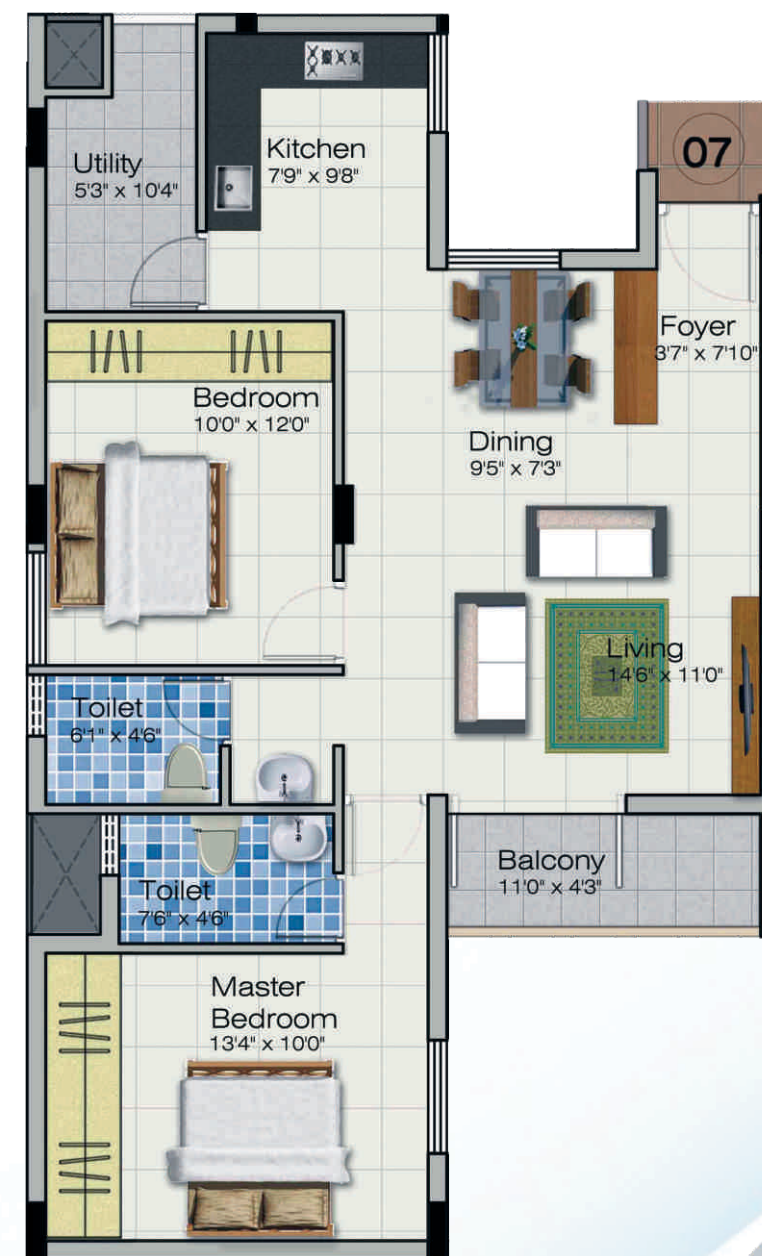 Utility
5'3" x 10'4"
Kitchen
7'9" x 9'8"
07
Foyer
3'7" x 7'10"
Bedroom
10'0" x 12'0"
Dining
9'5" x 7'3"
Living
14'6" x 11'0"
Toilet
6'1" x 4'6"
Toilet
7'6" x 4'6"
Balcony
11'0" x 4'3"
Master
Bedroom
13'4" x 10'0"